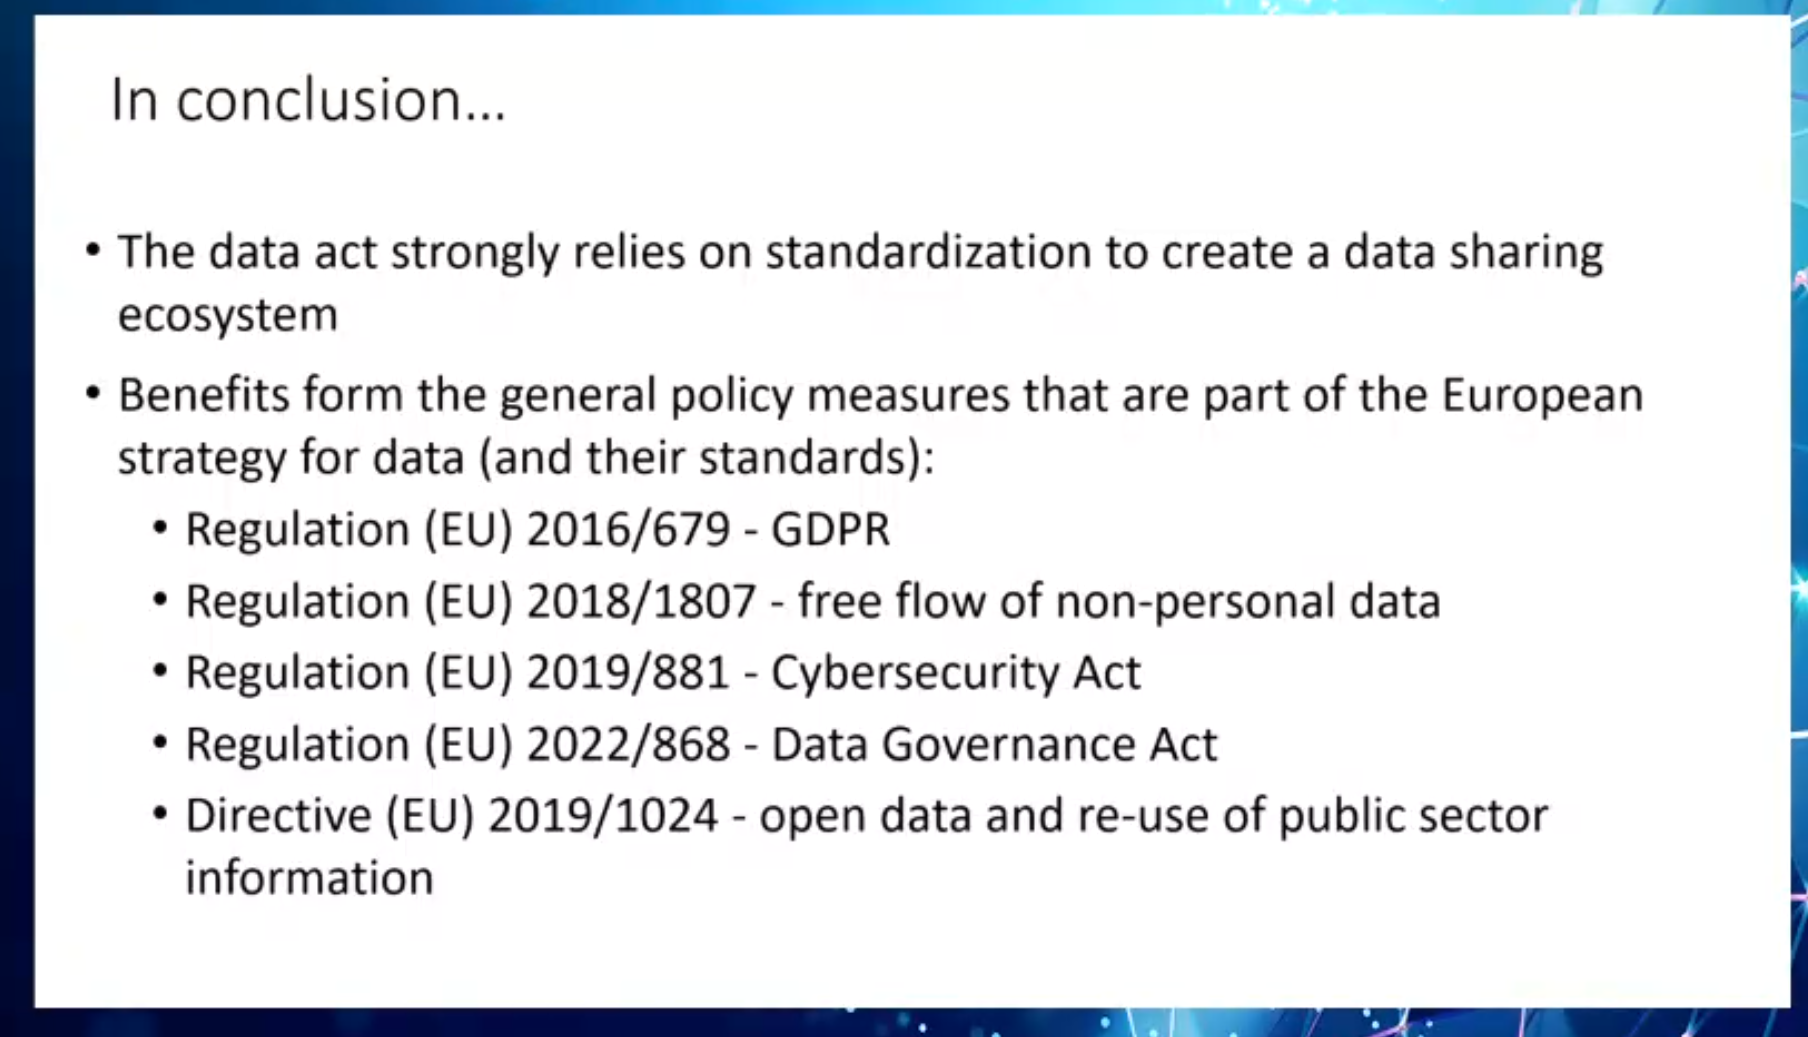 In conclusion...
• The data act strongly relies on standardization to create a data sharing
ecosystem
• Benefits form the general policy measures that are part of the European
strategy for data (and their standards):
• Regulation (EU) 2016/679 - GDPR
• Regulation (EU) 2018/1807 - free flow of non-personal data
• Regulation (EU) 2019/881 - Cybersecurity Act
• Regulation (EU) 2022/868 - Data Governance Act
• Directive (EU) 2019/1024 - open data and re-use of public sector
information